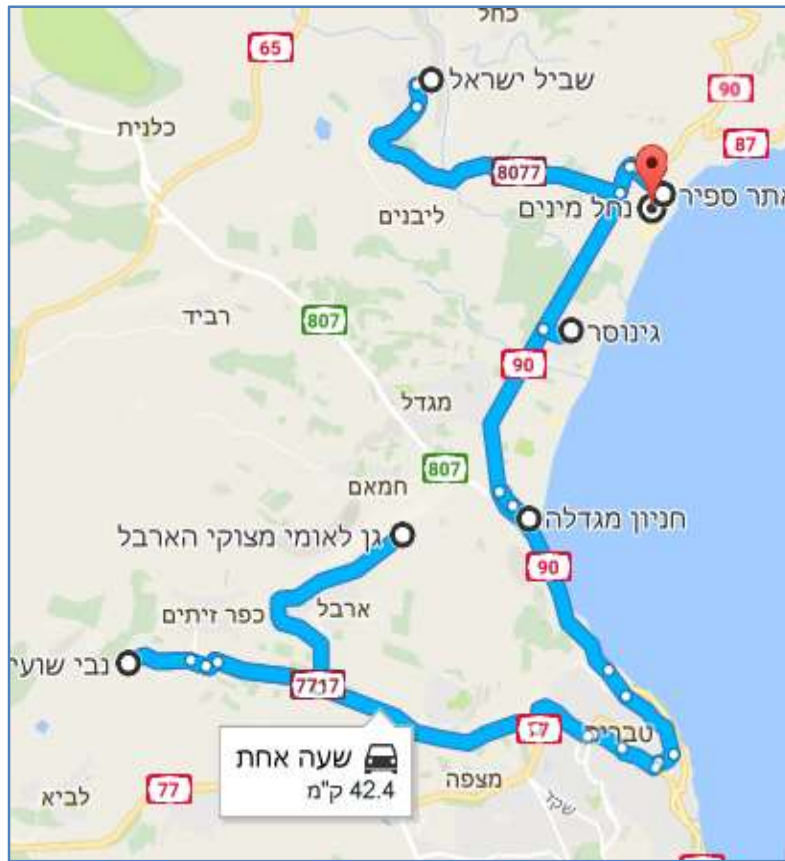 כחל
65
שביל ישראל
90
כלנית
87
8077
אתר ספיר
נחל מינים
ליבנים
רביד
807
גינוסר
90
מגדל
807
חמאם
חניון מגדלה
גן לאומי מצוקי הארבל
90
ארבל
כפר זיתים
נבי שועי
7717
טבריה
שעה אחת
42.4 ק"מ
מצפה
77
לביא
שקד